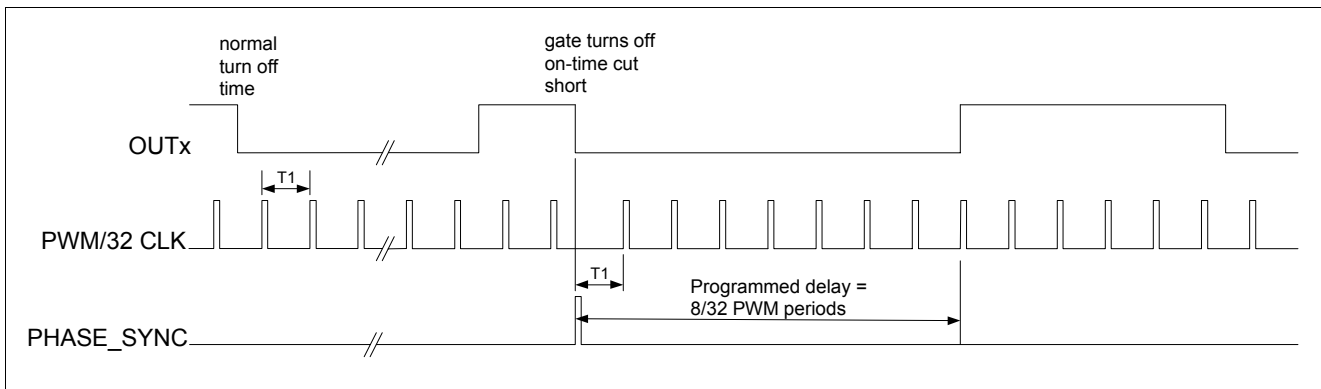 normal
turn off
time
gate turns off
on-time cut
short
OUTx
T1
PWM/32 CLK
T1
Programmed delay =
8/32 PWM periods
PHASE_SYNC